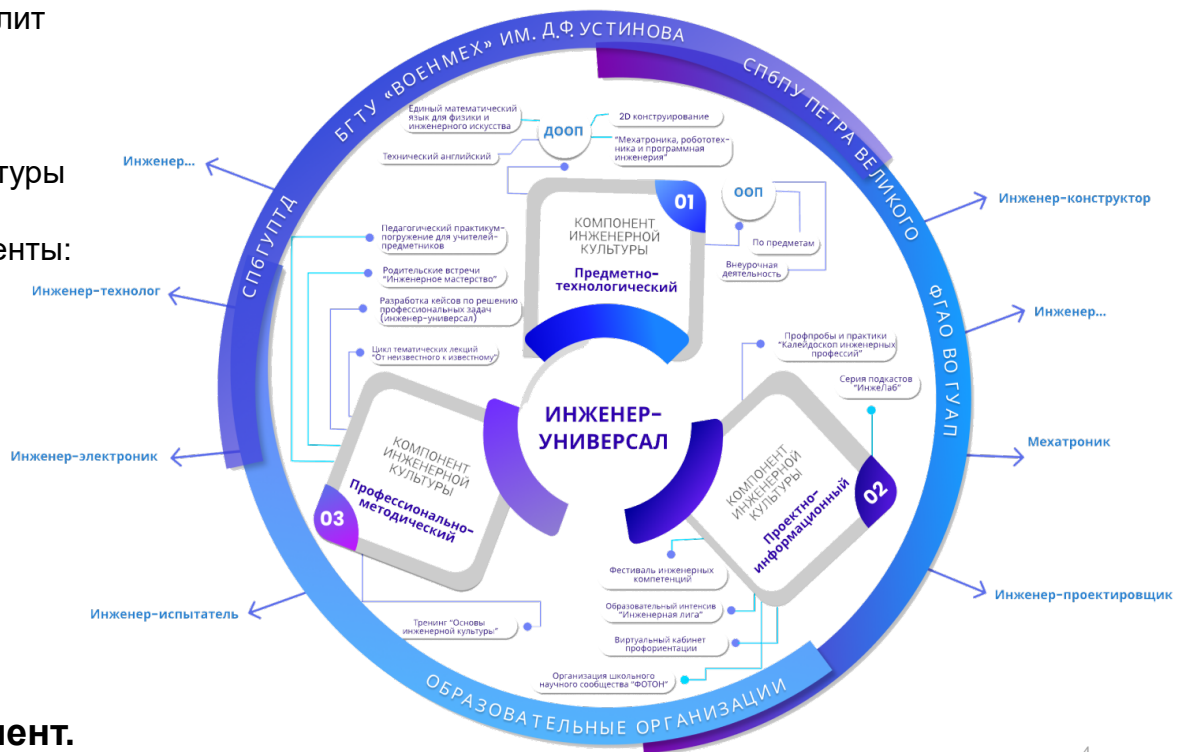 лит
туры
енты:
лент.
БГТУ «ВОЕНМЕХ» ИМ. Д.Ф. УСТИНОВА
СПбПУ ПЕТРА ВЕЛИКОГО
ФГАО ВО ГУАП
ОБРАЗОВАТЕЛЬНЫЕ ОРГАНИЗАЦИИ
СПбГУПТД
Инженер...
Инженер-технолог
Инженер-электроник
Инженер-испытатель
Инженер-конструктор
Инженер...
Мехатроник
Инженер-проектировщик
ИНЖЕНЕР-
УНИВЕРСАЛ
01
КОМПОНЕНТ
ИНЖЕНЕРНОЙ
КУЛЬТУРЫ
Предметно-
технологический
ДООП
Единый математический
язык для физики и
инженерного искусства
Технический английский
2D конструирование
"Мехатроника, робототех-
ника и программная
инженерия"
ООП
По предметам
Внеурочная
деятельность
02
КОМПОНЕНТ
ИНЖЕНЕРНОЙ
КУЛЬТУРЫ
Проектно-
информационный
Профпробы и практики
"Калейдоскоп инженерных
профессий"
Серия подкастов
"ИнжеЛаб"
Фестиваль инженерных
компетенций
Образовательный интенсив
"Инженерная лига"
Виртуальный кабинет
профориентации
Организация школьного
научного сообщества "ФОТОН"
03
КОМПОНЕНТ
ИНЖЕНЕРНОЙ
КУЛЬТУРЫ
Профессионально-
методический
Педагогический практикум-
погружение для учителей-
предметников
Родительские встречи
"Инженерное мастерство"
Разработка кейсов по решению
профессиональных задач
(инженер-универсал)
Цикл тематических лекций
"От неизвестного к известному"
Тренинг "Основы
инженерной культуры"
4